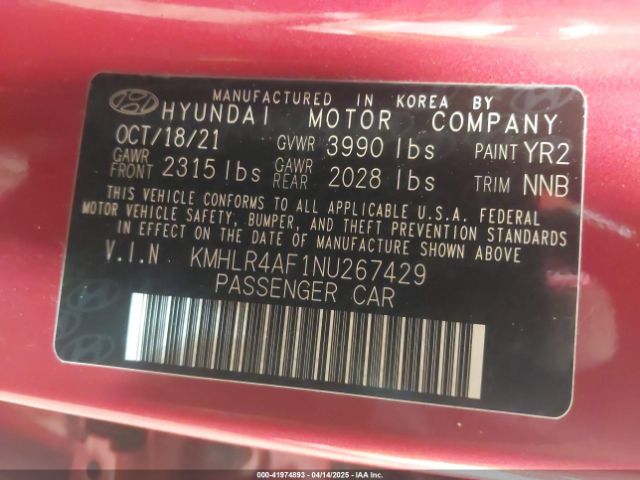 MANUFACTURED IN KOREA BY
HYUNDAI MOTOR COMPANY
OCT/18/21 GVWR 3990 lbs PAINT YR2
GAWR FRONT 2315 lbs GAWR REAR 2028 lbs TRIM NNB
THIS VEHICLE CONFORMS TO ALL APPLICABLE U.S.A. FEDERAL
MOTOR VEHICLE SAFETY, BUMPER, AND THEFT PREVENTION STANDARDS
IN EFFECT ON THE DATE OF MANUFACTURE SHOWN ABOVE.
V.I.N KMHLR4AF1NU267429
PASSENGER CAR
000-41974893 - 04/14/2025 - IAAI.COM